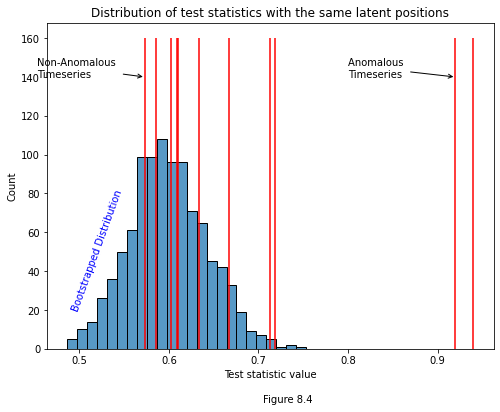 Distribution of test statistics with the same latent positions
160
140
120
100
80
60
40
20
0
Count
Non-Anomalous
Timeseries
Anomalous
Timeseries
Bootstrapped Distribution
0.5 0.6 0.7 0.8 0.9
Test statistic value
Figure 8.4